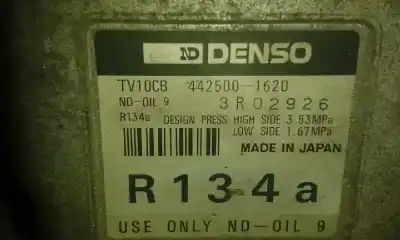 ND DENSO
TV10CB 442500-1620
ND-OIL 9 3R02926
R134a DESIGN PRESS HIGH SIDE 3.53MPa
LOW SIDE 1.67MPa
MADE IN JAPAN
R134a
USE ONLY ND-OIL 9